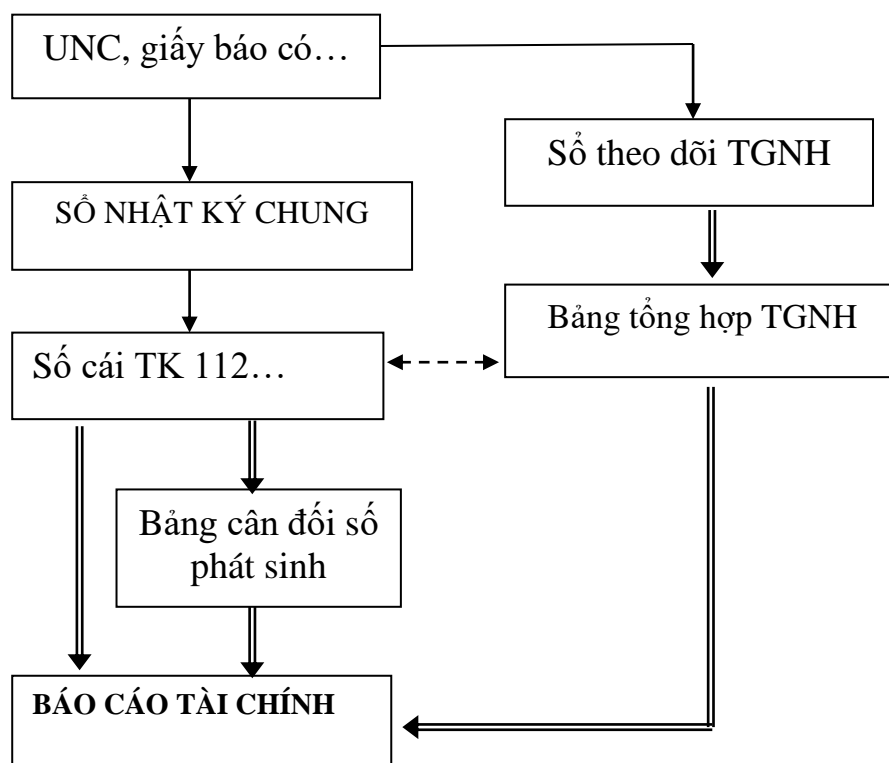 UNC, giấy báo có…
Sổ theo dõi TGNH
SỔ NHẬT KÝ CHUNG
Bảng tổng hợp TGNH
Số cái TK 112…
Bảng cân đối số
phát sinh
BÁO CÁO TÀI CHÍNH